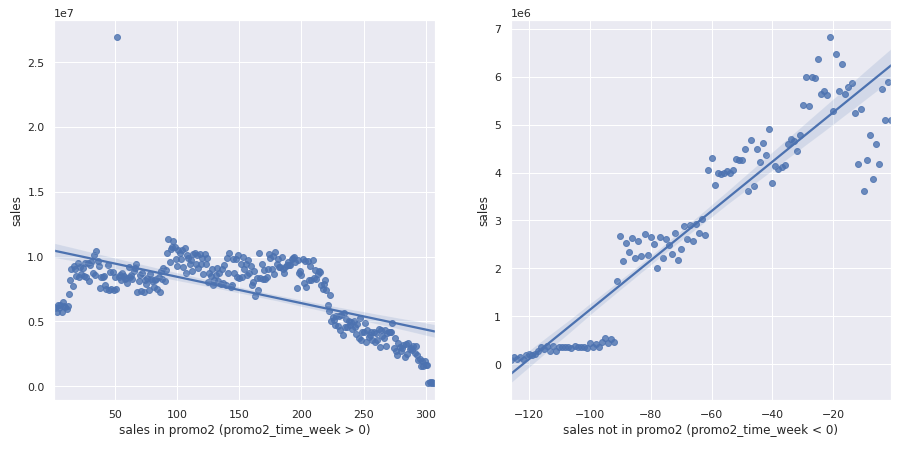 1e7
sales
2.5
2.0
1.5
1.0
0.5
0.0
50 100 150 200 250 300
sales in promo2 (promo2_time_week > 0)
1e6
sales
7
6
5
4
3
2
1
0
−120 −100 −80 −60 −40 −20
sales not in promo2 (promo2_time_week < 0)